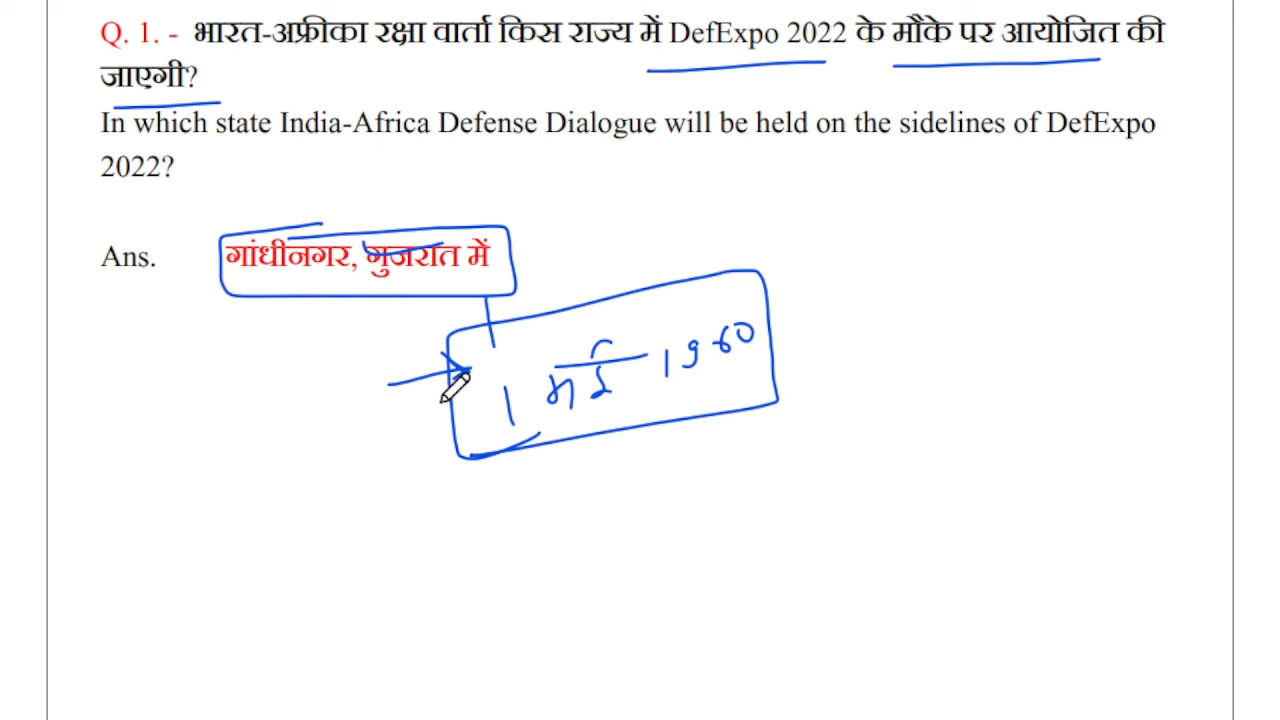 Q. 1. - भारत-अफ्रीका रक्षा वार्ता किस राज्य में DefExpo 2022 के मौके पर आयोजित की
जाएगी?
In which state India-Africa Defense Dialogue will be held on the sidelines of DefExpo
2022?
Ans. गांधीनगर, गुजरात में
1 मई 1960